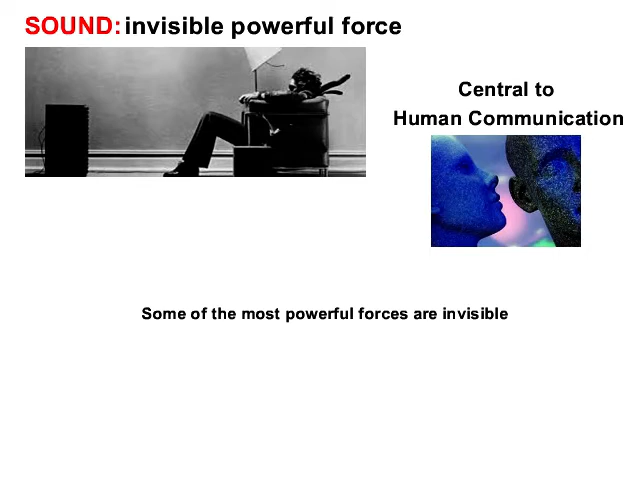 SOUND: invisible powerful force
Central to
Human Communication
Some of the most powerful forces are invisible